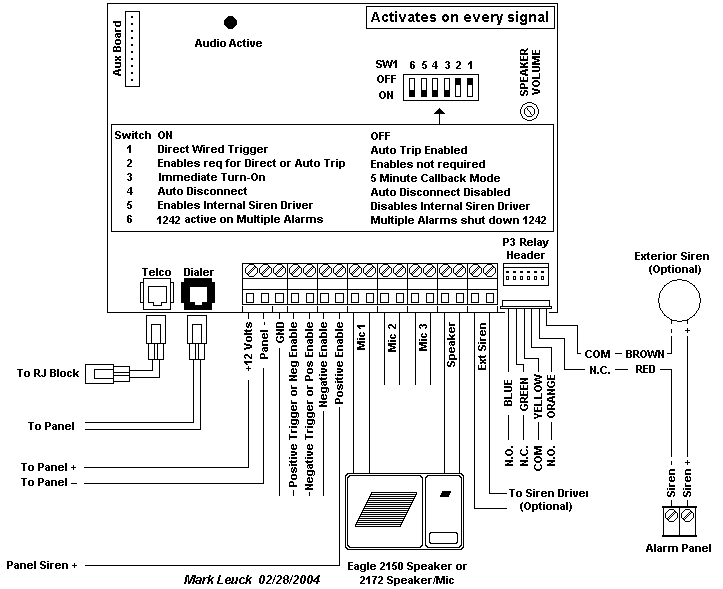 Activates on every signal
Aux Board
Audio Active
SW1 6 5 4 3 2 1
OFF
ON
SPEAKER VOLUME
Switch ON OFF
1 Direct Wired Trigger Auto Trip Enabled
2 Enables req for Direct or Auto Trip Enables not required
3 Immediate Turn-On 5 Minute Callback Mode
4 Auto Disconnect Auto Disconnect Disabled
5 Enables Internal Siren Driver Disables Internal Siren Driver
6 1242 active on Multiple Alarms Multiple Alarms shut down 1242
P3 Relay
Header
Exterior Siren
(Optional)
Telco Dialer
- +
+12 Volts
Panel -
GND
Positive Trigger or Neg Enable
Negative Trigger or Pos Enable
Negative Enable
Positive Enable
Mic 1
Mic 2
Mic 3
Speaker
Ext Siren
COM BROWN
N.C. RED
To RJ Block
To Panel
BLUE
GREEN
YELLOW
ORANGE
N.O.
N.C.
COM
N.O.
To Panel +
To Panel –
To Siren Driver
(Optional)
Siren -
Siren +
Alarm Panel
Panel Siren +
Eagle 2150 Speaker or
2172 Speaker/Mic
Mark Leuck 02/28/2004